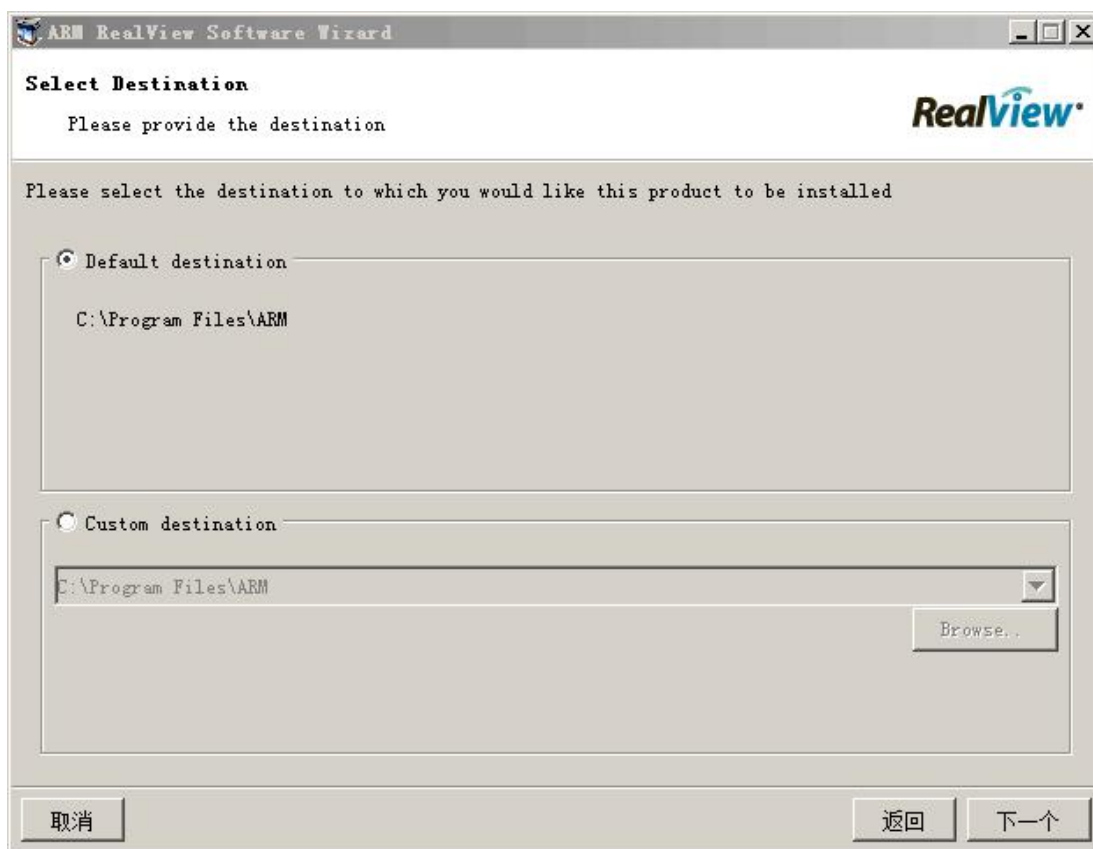 ARM RealView Software Wizard
Select Destination
Please provide the destination
RealView
Please select the destination to which you would like this product to be installed
Default destination
C:\Program Files\ARM
Custom destination
C:\Program Files\ARM
Browse..
取消
返回
下一个